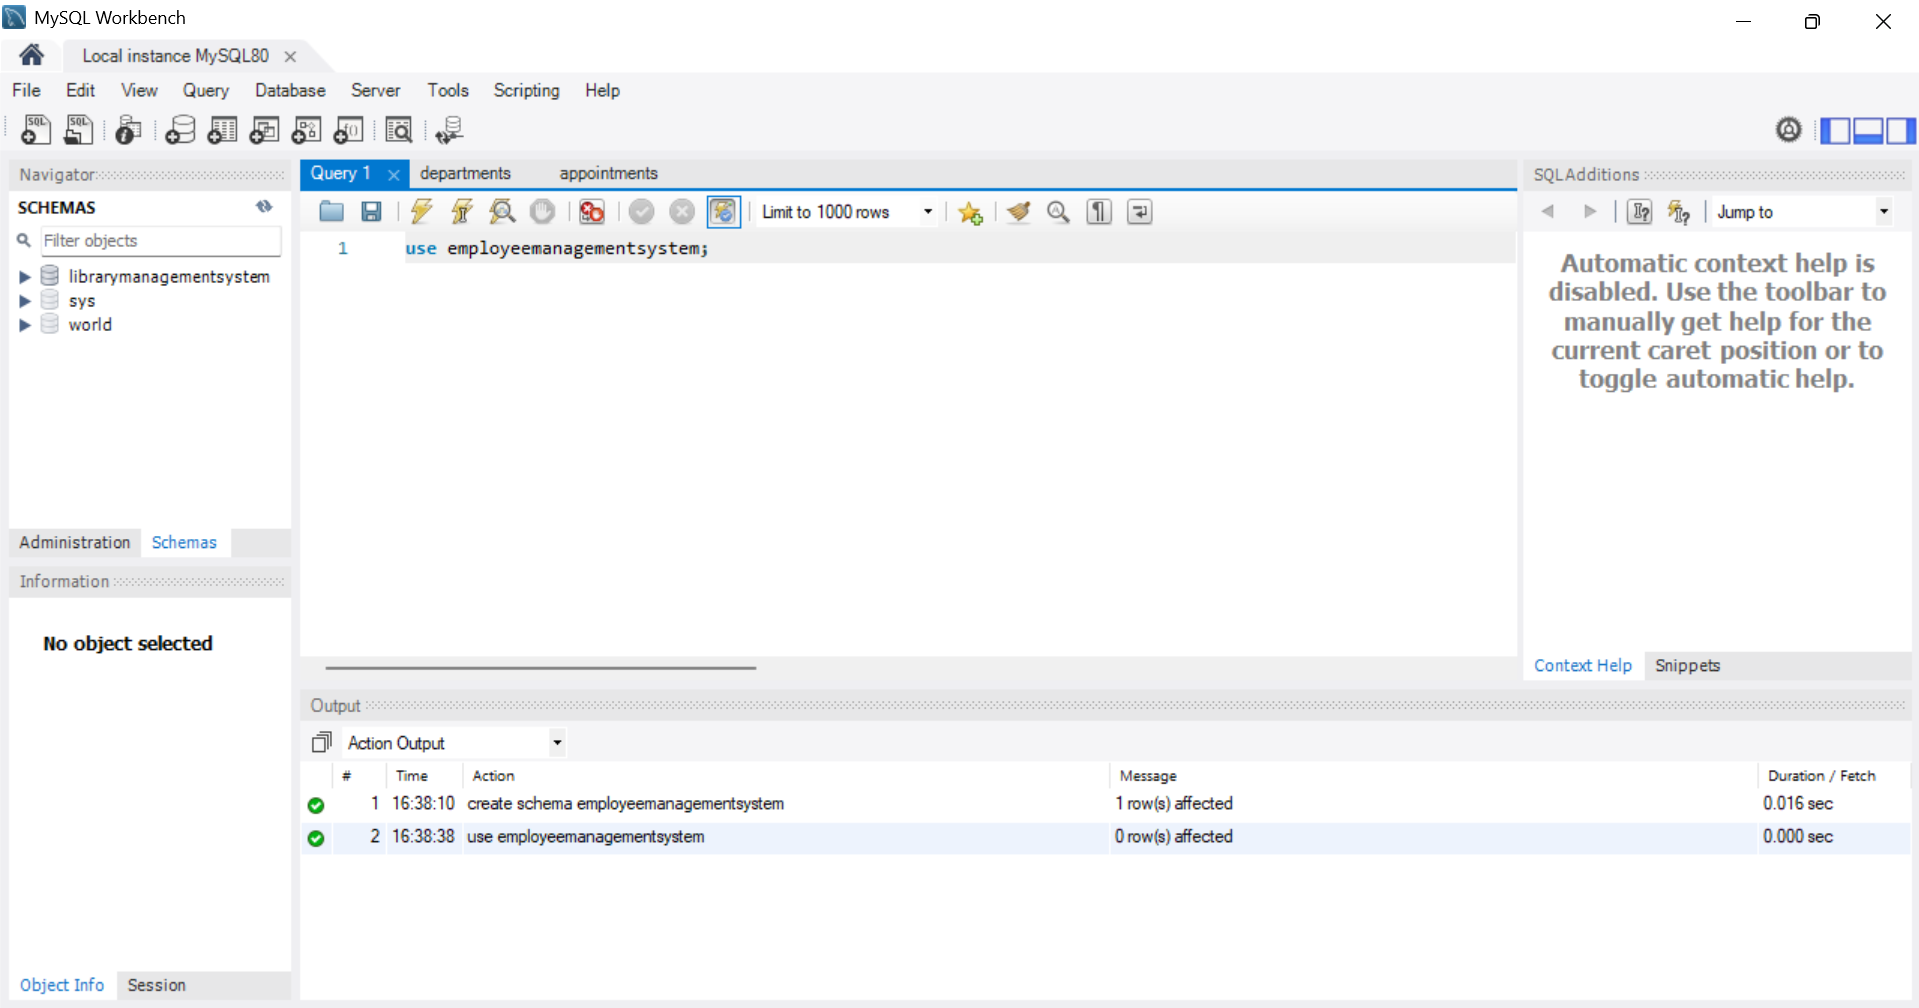 MySQL Workbench
Local instance MySQL80
File Edit View Query Database Server Tools Scripting Help
Navigator
SCHEMAS
Filter objects
librarymanagementsystem
sys
world
Administration Schemas
Information
No object selected
Object Info Session
Query 1 departments appointments
Limit to 1000 rows
1 use employeemanagementsystem;
SQLAdditions
Jump to
Automatic context help is
disabled. Use the toolbar to
manually get help for the
current caret position or to
toggle automatic help.
Context Help Snippets
Output
Action Output
# Time Action Message Duration / Fetch
1 16:38:10 create schema employeemanagementsystem 1 row(s) affected 0.016 sec
2 16:38:38 use employeemanagementsystem 0 row(s) affected 0.000 sec